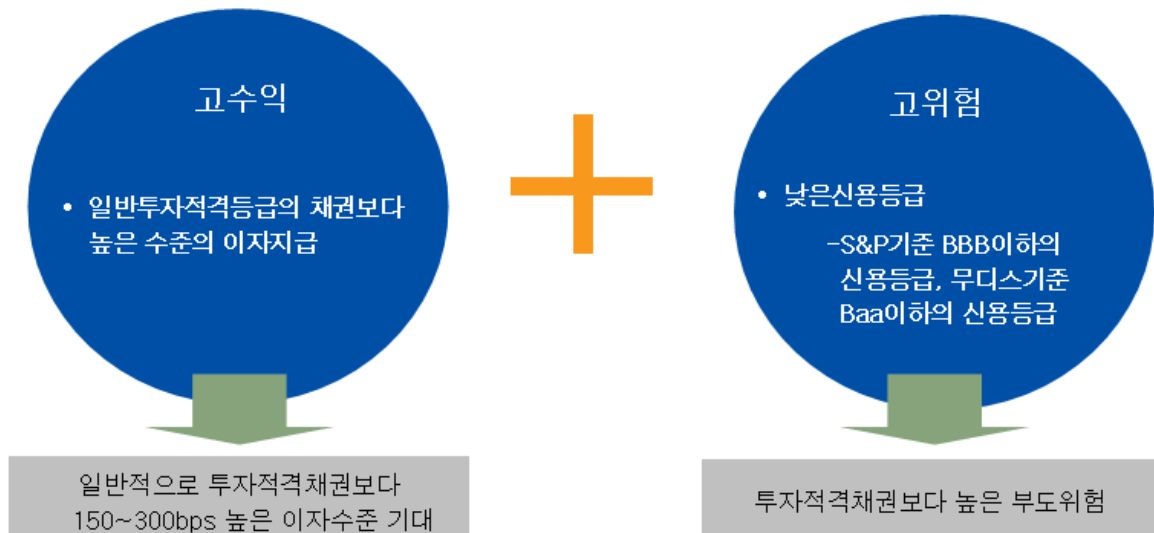 고수익
• 일반투자적격등급의 채권보다
높은 수준의 이자지급
일반적으로 투자적격채권보다
150~300bps 높은 이자수준 기대
고위험
• 낮은신용등급
-S&P기준 BBB이하의
신용등급, 무디스기준
Baa이하의 신용등급
투자적격채권보다 높은 부도위험